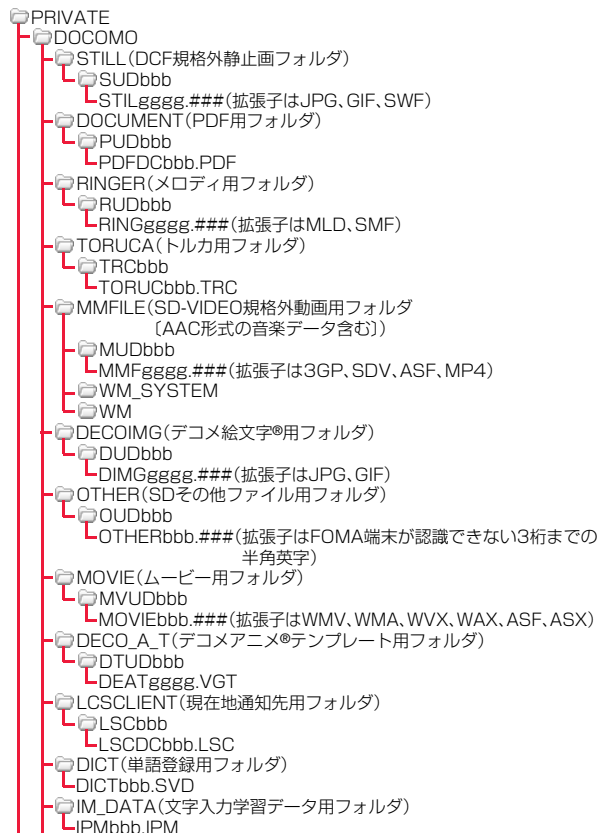 PRIVATE
DOCOMO
STILL(DCF規格外静止画フォルダ)
SUDbbb
STILgggg.###(拡張子はJPG、GIF、SWF)
DOCUMENT(PDF用フォルダ)
PUDbbb
PDFDCbbb.PDF
RINGER(メロディ用フォルダ)
RUDbbb
RINGgggg.###(拡張子はMLD、SMF)
TORUCA(トルカ用フォルダ)
TRCbbb
TORUCbbb.TRC
MMFILE(SD-VIDEO規格外動画用フォルダ
〔AAC形式の音楽データ含む〕)
MUDbbb
MMFgggg.###(拡張子は3GP、SDV、ASF、MP4)
WM_SYSTEM
WM
DECOIMG(デコメ絵文字®用フォルダ)
DUDbbb
DIMGgggg.###(拡張子はJPG、GIF)
OTHER(SDその他ファイル用フォルダ)
OUDbbb
OTHERbbb.###(拡張子はFOMA端末が認識できない3桁までの
半角英字)
MOVIE(ムービー用フォルダ)
MVUDbbb
MOVIEbbb.###(拡張子はWMV、WMA、WVX、WAX、ASF、ASX)
DECO_A_T(デコメアニメ®テンプレート用フォルダ)
DTUDbbb
DEATgggg.VGT
LCSCLIENT(現在地通知先用フォルダ)
LSCbbb
LSCDCbbb.LSC
DICT(単語登録用フォルダ)
DICTbbb.SVD
IM_DATA(文字入力学習データ用フォルダ)
IPMbbb.IPM